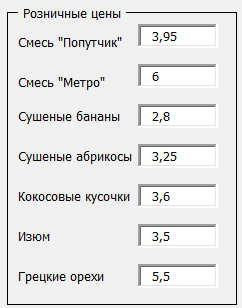 Розничные цены
Смесь "Попутчик" 3,95
Смесь "Метро" 6
Сушеные бананы 2,8
Сушеные абрикосы 3,25
Кокосовые кусочки 3,6
Изюм 3,5
Грецкие орехи 5,5